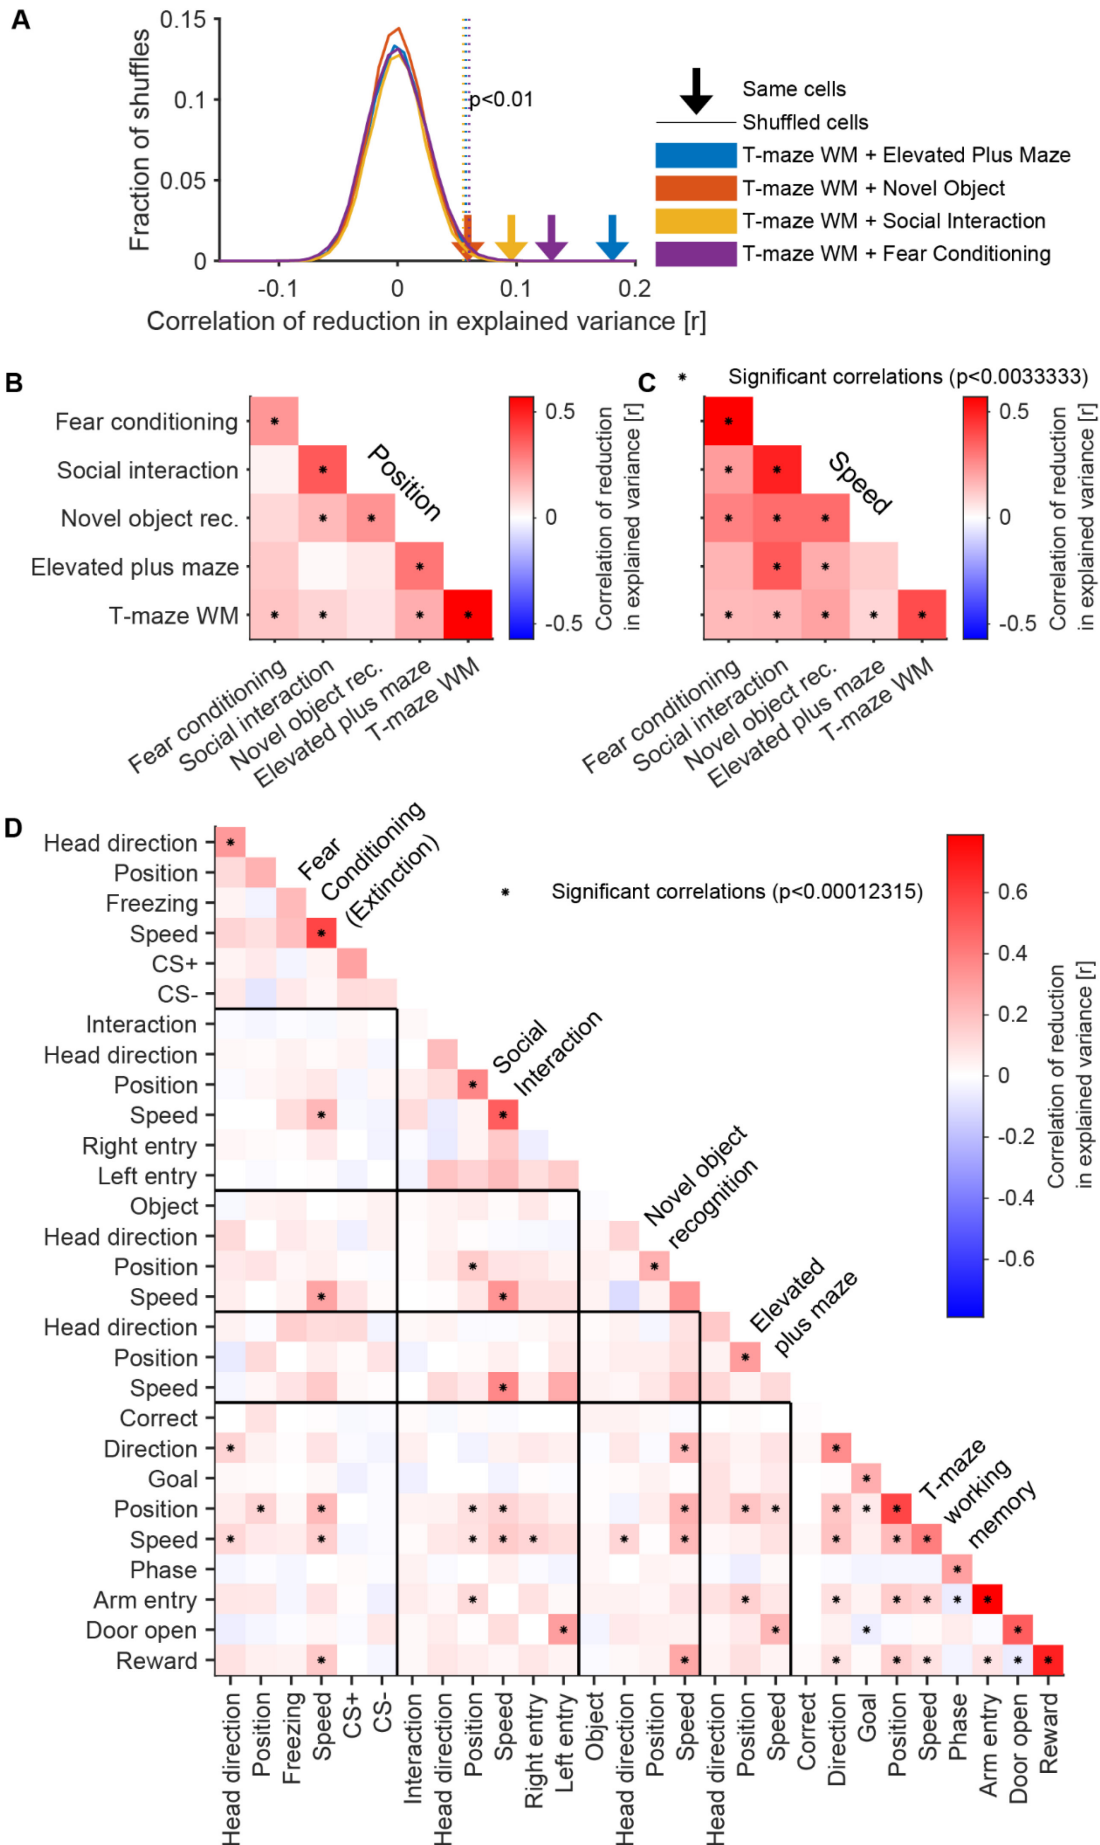 A
0.15
0.1
0.05
0
Fraction of shuffles
p<0.01
-0.1
0
0.1
0.2
Correlation of reduction in explained variance [r]
Same cells
Shuffled cells
T-maze WM + Elevated Plus Maze
T-maze WM + Novel Object
T-maze WM + Social Interaction
T-maze WM + Fear Conditioning
B
Fear conditioning
Social interaction
Novel object rec.
Elevated plus maze
T-maze WM
Position
Fear conditioning
Social interaction
Novel object rec.
Elevated plus maze
T-maze WM
0.5
0
-0.5
Correlation of reduction
in explained variance [r]
C
* Significant correlations (p<0.0033333)
Speed
Fear conditioning
Social interaction
Novel object rec.
Elevated plus maze
T-maze WM
0.5
0
-0.5
Correlation of reduction
in explained variance [r]
D
Head direction
Position
Freezing
Speed
CS+
CS-
Interaction
Head direction
Position
Speed
Right entry
Left entry
Object
Head direction
Position
Speed
Head direction
Position
Speed
Correct
Direction
Goal
Position
Speed
Phase
Arm entry
Door open
Reward
Fear
Conditioning
(Extinction)
* Significant correlations (p<0.00012315)
Social
Interaction
Novel object
recognition
Elevated
plus maze
T-maze
working
memory
0.6
0.4
0.2
0
-0.2
-0.4
-0.6
Correlation of reduction
in explained variance [r]
Head direction
Position
Freezing
Speed
CS+
CS-
Interaction
Head direction
Position
Speed
Right entry
Left entry
Object
Head direction
Position
Speed
Head direction
Position
Speed
Correct
Direction
Goal
Position
Speed
Phase
Arm entry
Door open
Reward